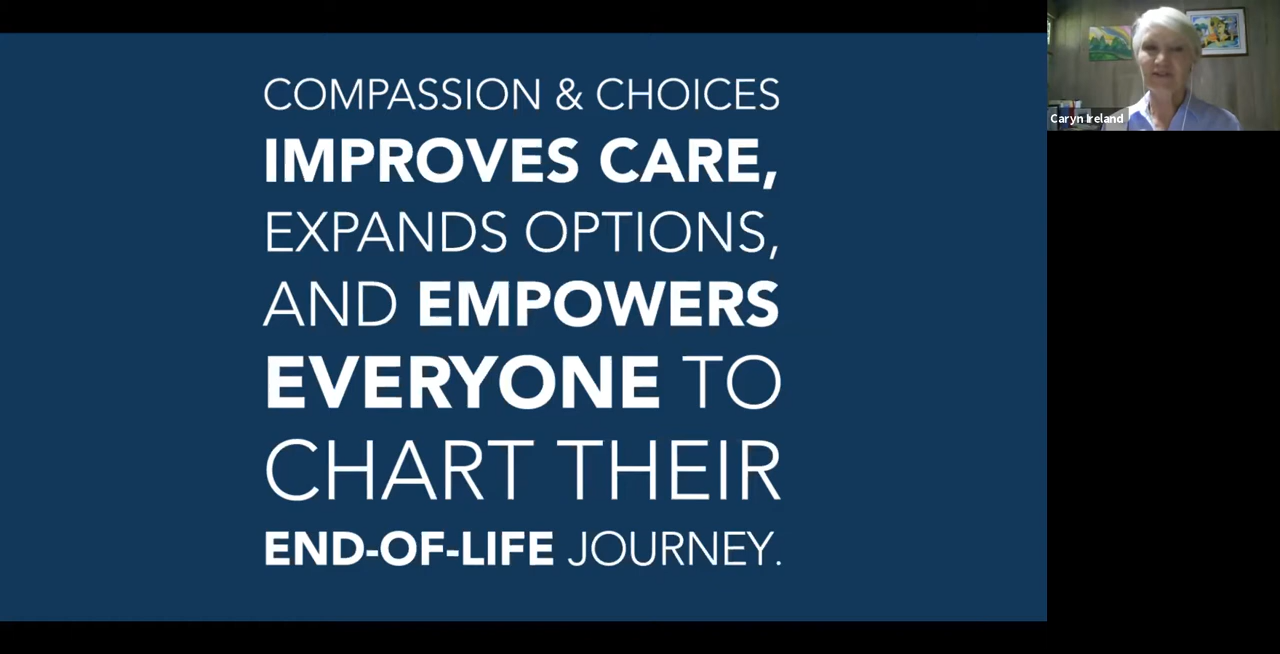 COMPASSION & CHOICES
IMPROVES CARE,
EXPANDS OPTIONS,
AND EMPOWERS
EVERYONE TO
CHART THEIR
END-OF-LIFE JOURNEY.
Caryn Ireland